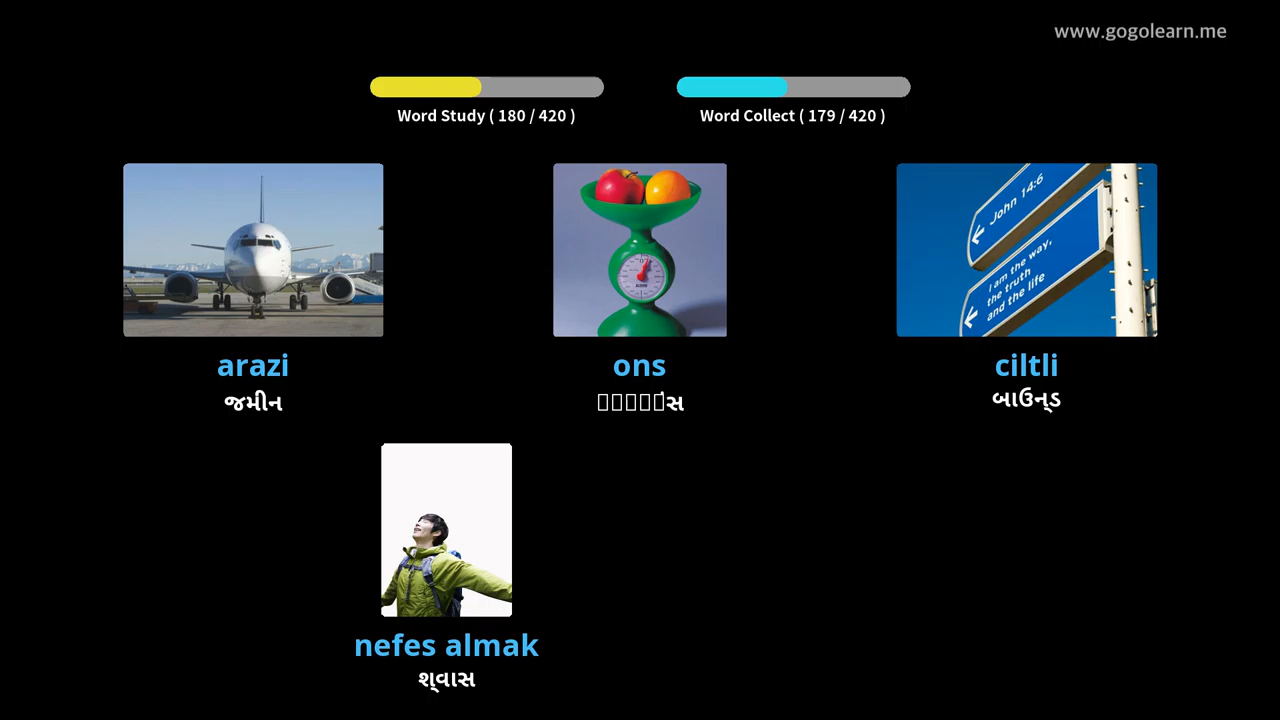 www.gogolearn.me
Word Study ( 180 / 420 )
Word Collect ( 179 / 420 )
John 14:6
I am the way,
the truth
and the life
arazi
ons
ciltli
જમીન
બાઉન્ડ
nefes almak
શ્વાસ